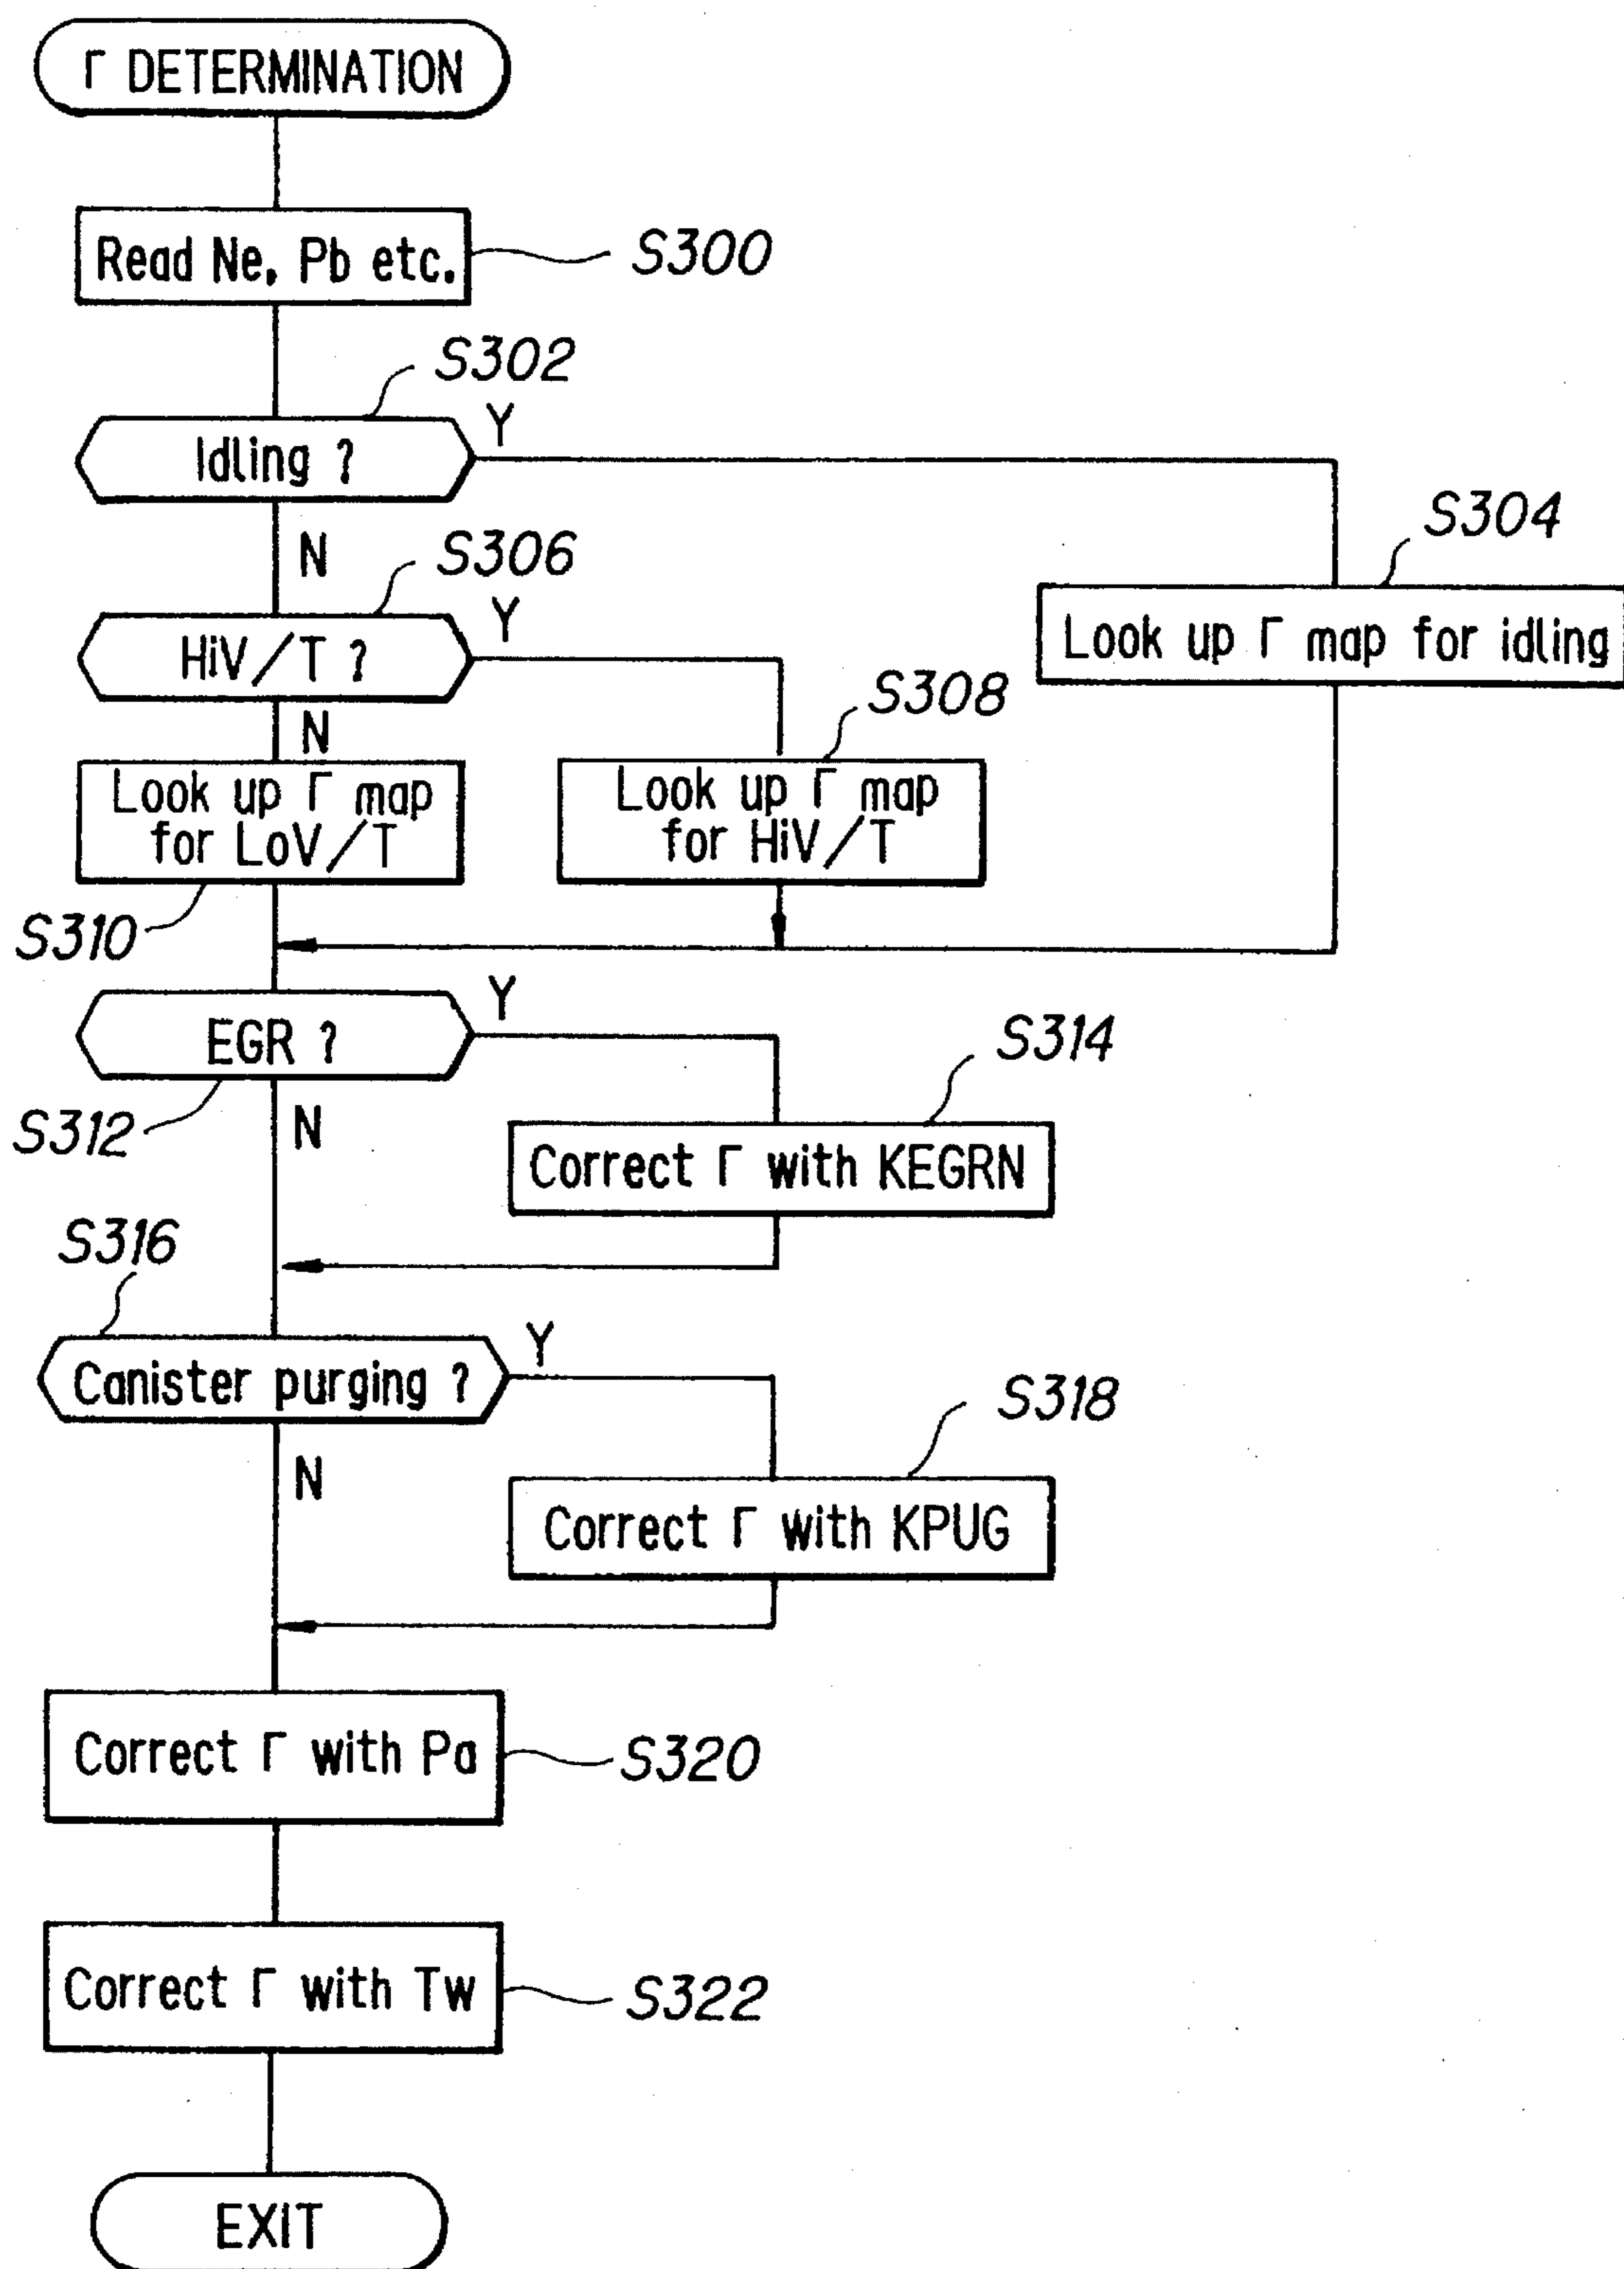 Γ DETERMINATION
Read Ne, Pb etc.
S300
S302
Idling ?
Y
N
S304
Look up Γ map for idling
S306
HiV/T ?
Y
N
S308
Look up Γ map
for HiV/T
Look up Γ map
for LoV/T
S310
EGR ?
Y
S312
N
S314
Correct Γ with KEGRN
S316
Canister purging ?
Y
N
S318
Correct Γ with KPUG
Correct Γ with Pa
S320
Correct Γ with Tw
S322
EXIT